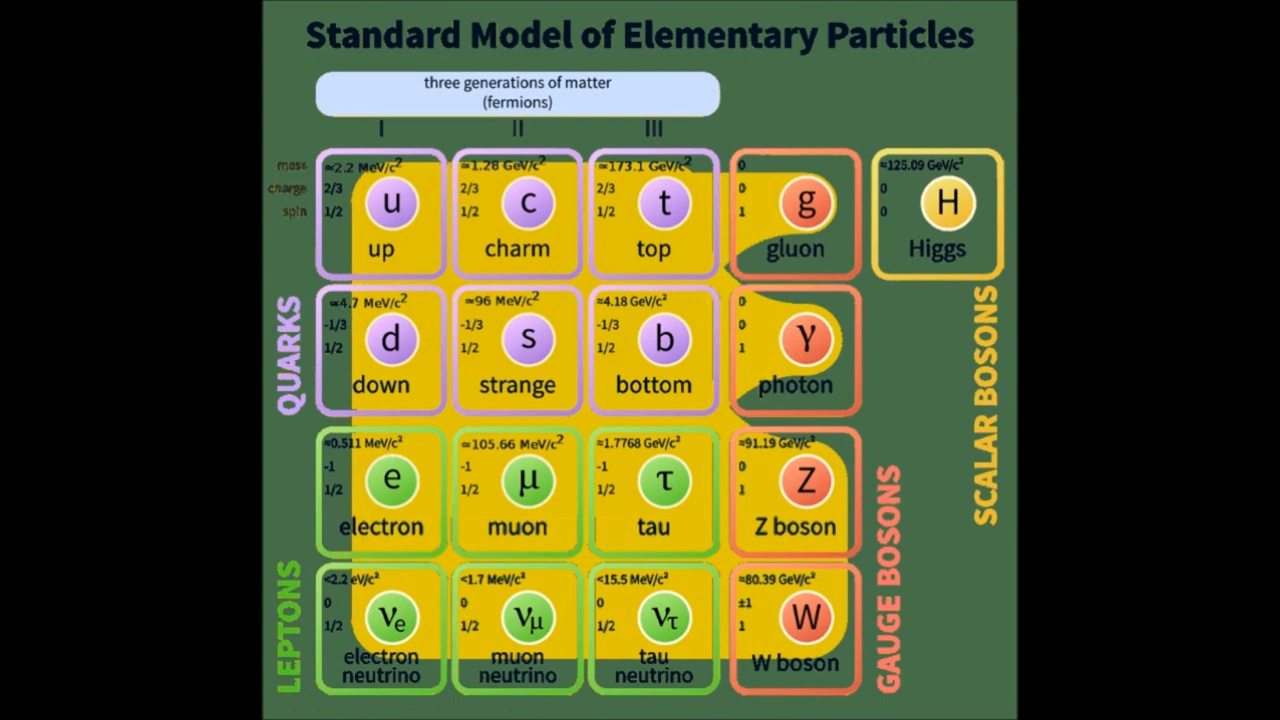 Standard Model of Elementary Particles
three generations of matter
(fermions)
I II III
mass ≃2.2 MeV/c² ≃1.28 GeV/c² ≃173.1 GeV/c² 0 ≃125.09 GeV/c²
charge 2/3 2/3 2/3 0 0
spin 1/2 1/2 1/2 1 0
u c t g H
up charm top gluon Higgs
≃4.7 MeV/c² ≃96 MeV/c² ≃4.18 GeV/c² 0
-1/3 -1/3 -1/3 0
1/2 1/2 1/2 1
d s b γ
down strange bottom photon
QUARKS
≃0.511 MeV/c² ≃105.66 MeV/c² ≃1.7768 GeV/c² ≃91.19 GeV/c²
-1 -1 -1 0
1/2 1/2 1/2 1
e μ τ Z
electron muon tau Z boson
<2.2 eV/c² <1.7 MeV/c² <15.5 MeV/c² ≃80.39 GeV/c²
0 0 0 ±1
1/2 1/2 1/2 1
νe νμ ντ W
electron muon tau W boson
neutrino neutrino neutrino
LEPTONS
GAUGE BOSONS
SCALAR BOSONS